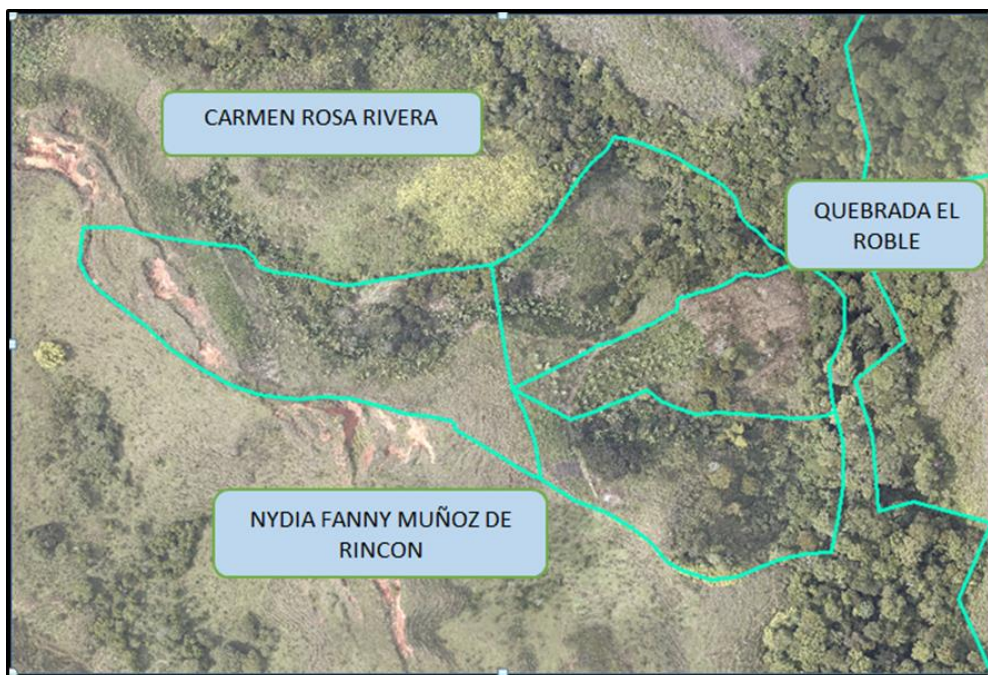 CARMEN ROSA RIVERA
QUEBRADA EL
ROBLE
NYDIA FANNY MUÑOZ DE
RINCON